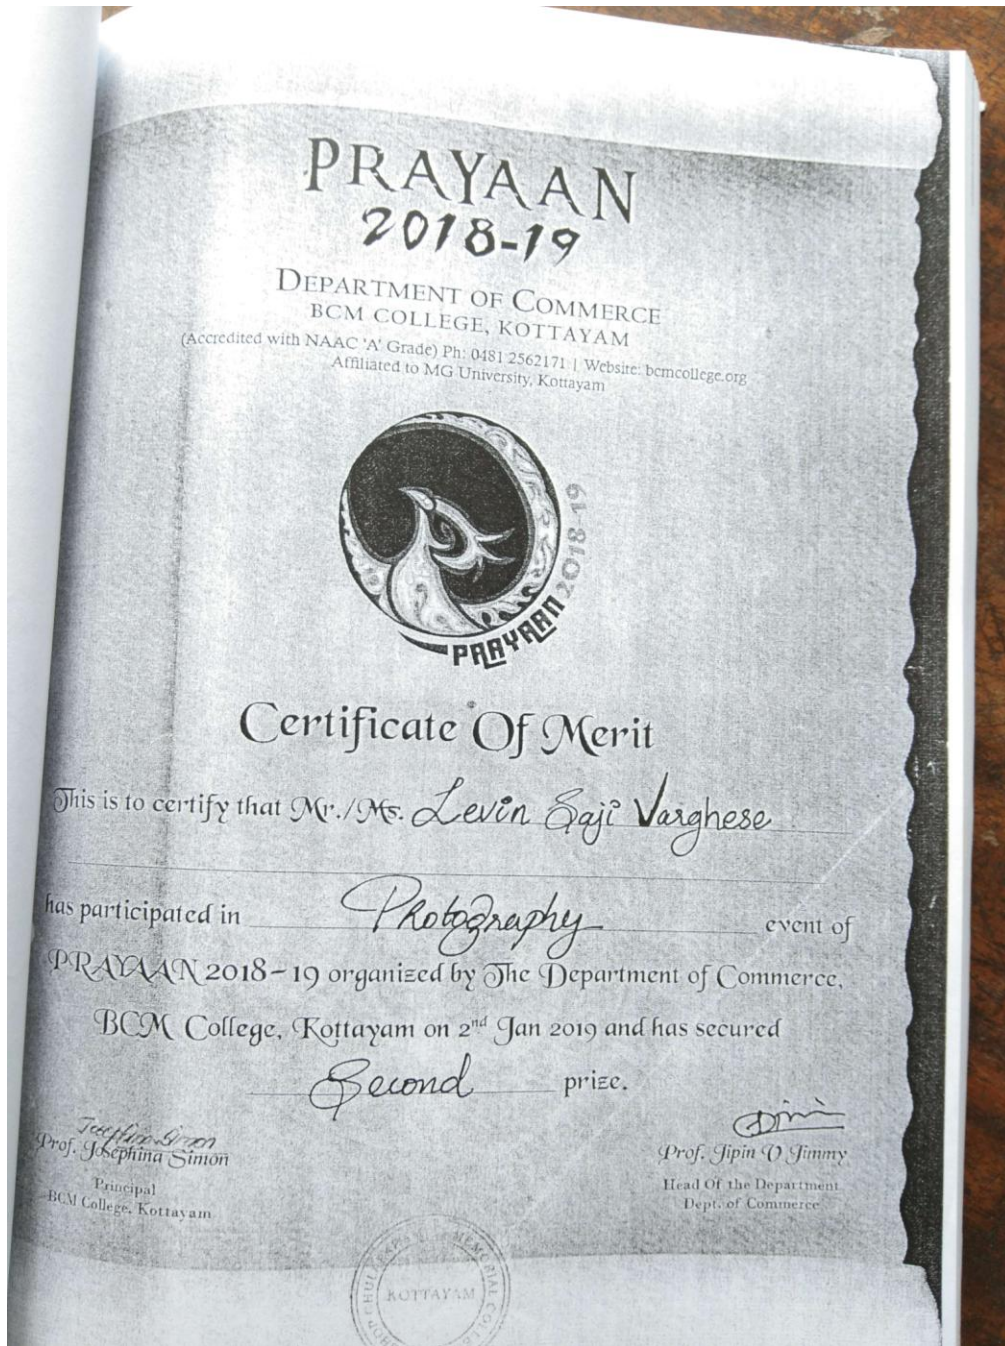 PRAYAAN
2018-19
DEPARTMENT OF COMMERCE
BCM COLLEGE, KOTTAYAM
(Accredited with NAAC 'A' Grade) Ph: 0481 2562171 | Website: bcmcollege.org
Affiliated to MG University, Kottayam
PRAYAAN 2018-19
Certificate Of Merit
This is to certify that Mr./Ms. Levin Saji Varghese
has participated in Photography event of
PRAYAAN 2018-19 organized by The Department of Commerce,
BCM College, Kottayam on 2nd Jan 2019 and has secured
Second prize.
Josephina Simon
Prof. Josephina Simon
Principal
BCM College, Kottayam
Prof. Jipin V Jimmy
Head Of the Department
Dept. of Commerce
MEMORIAL
KOTTAYAM